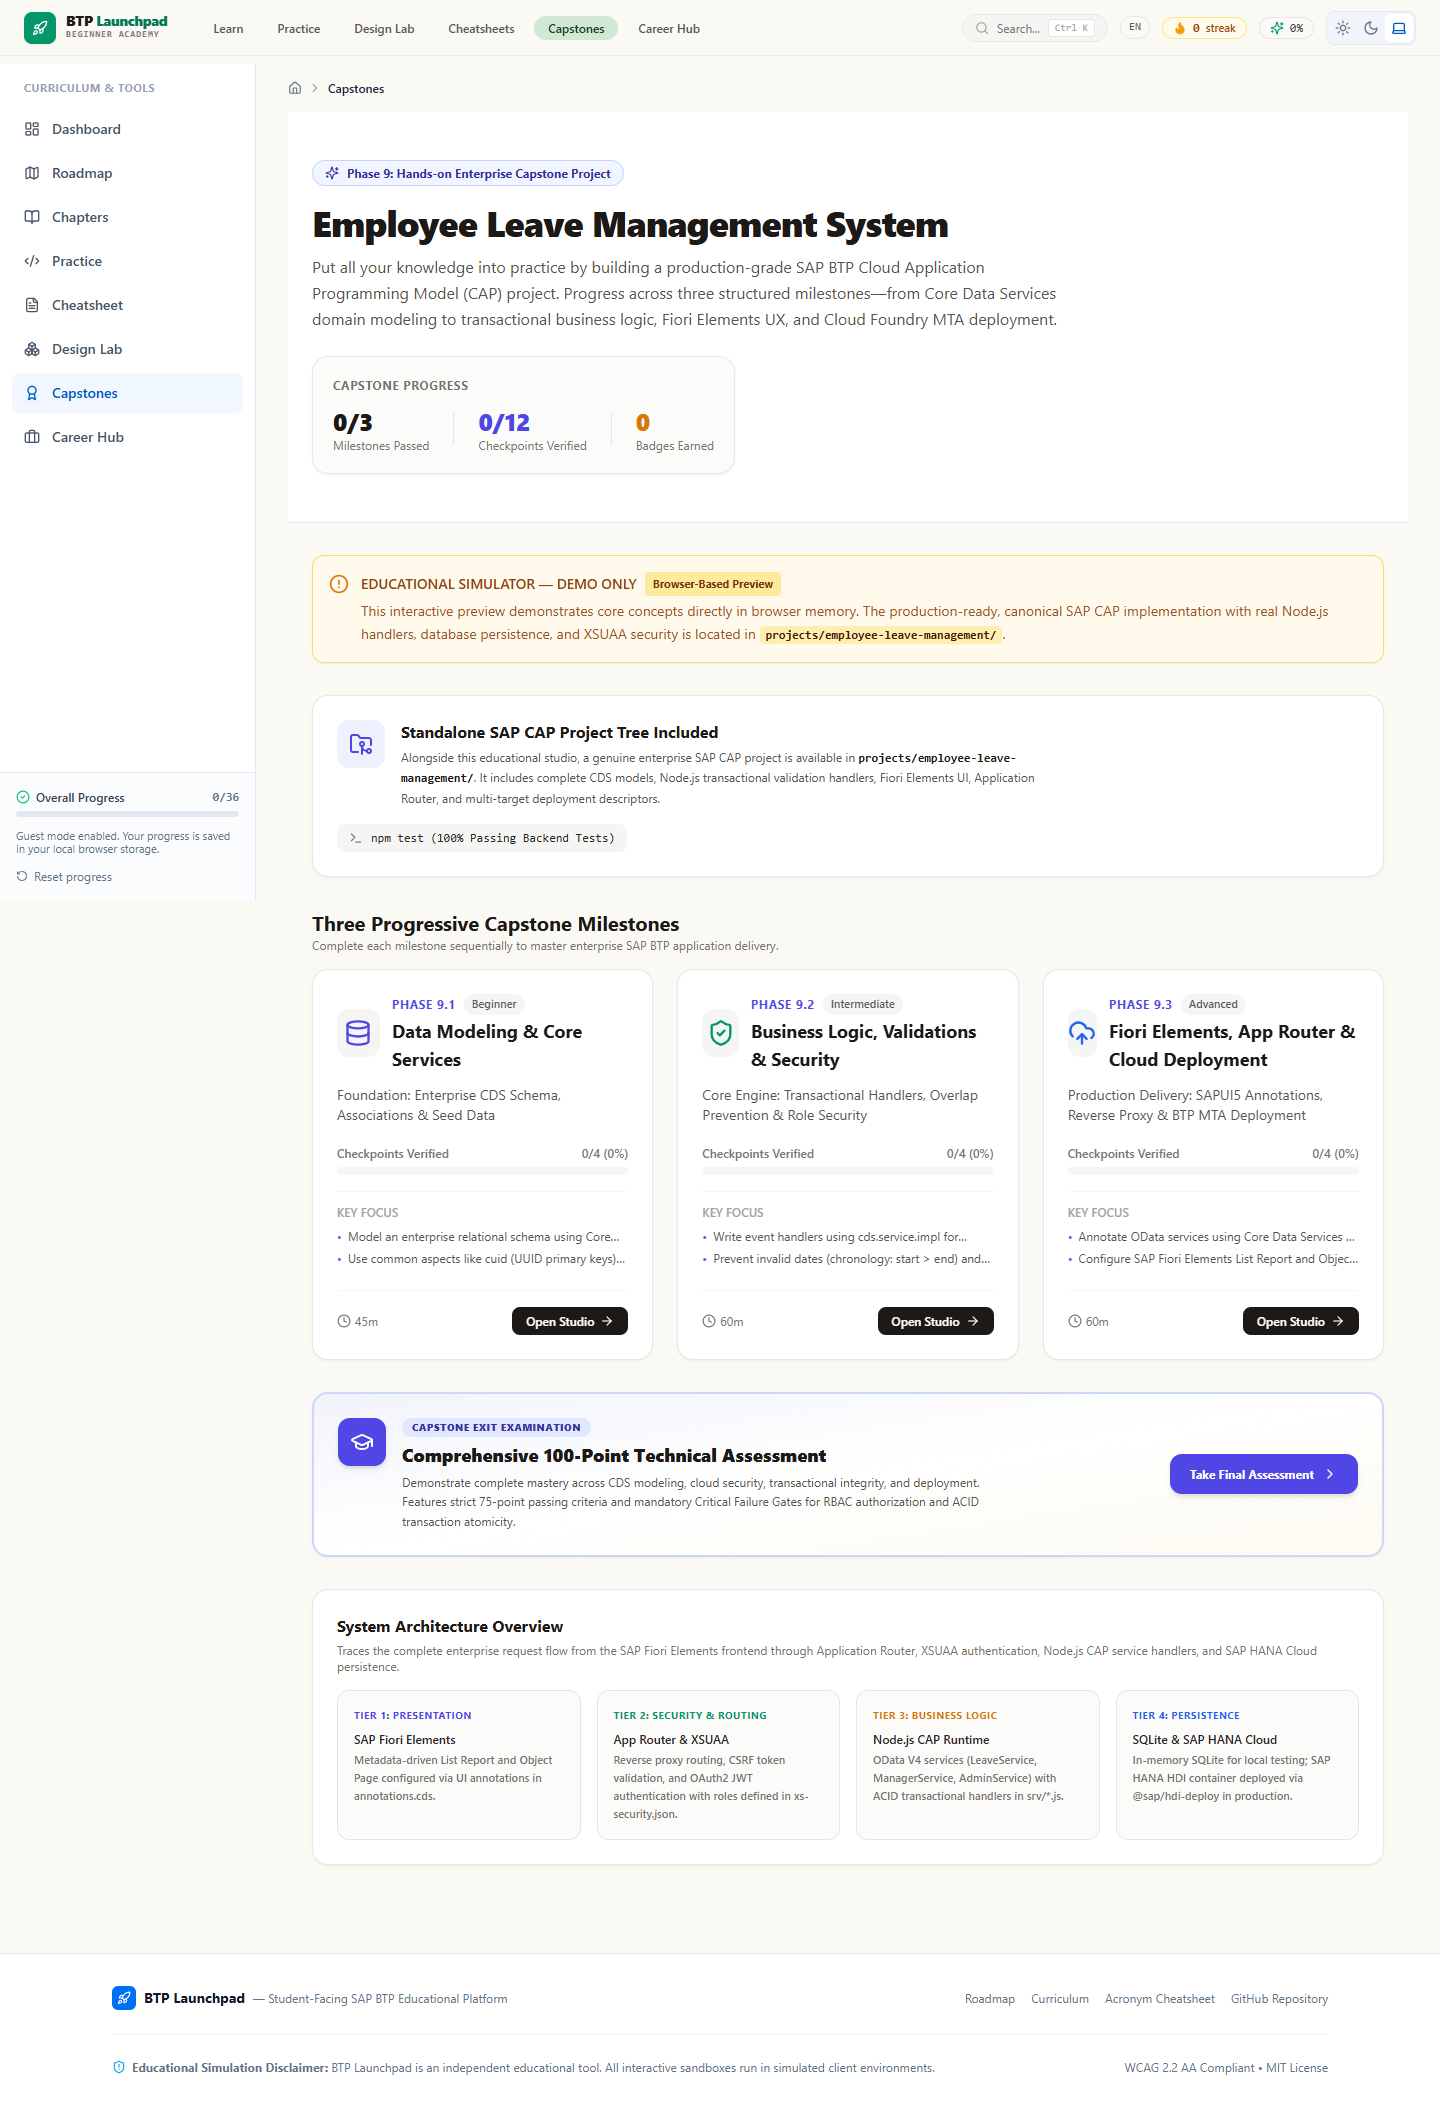 BTP Launchpad
BEGINNER ACADEMY
Learn
Practice
Design Lab
Cheatsheets
Capstones
Career Hub
Search...
Ctrl K
EN
0 streak
0%
CURRICULUM & TOOLS
Dashboard
Roadmap
Chapters
Practice
Cheatsheet
Design Lab
Capstones
Career Hub
Overall Progress
0/36
Guest mode enabled. Your progress is saved
in your local browser storage.
Reset progress
Capstones
Phase 9: Hands-on Enterprise Capstone Project
Employee Leave Management System
Put all your knowledge into practice by building a production-grade SAP BTP Cloud Application
Programming Model (CAP) project. Progress across three structured milestones—from Core Data Services
domain modeling to transactional business logic, Fiori Elements UX, and Cloud Foundry MTA deployment.
CAPSTONE PROGRESS
0/3
Milestones Passed
0/12
Checkpoints Verified
0
Badges Earned
EDUCATIONAL SIMULATOR — DEMO ONLY
Browser-Based Preview
This interactive preview demonstrates core concepts directly in browser memory. The production-ready, canonical SAP CAP implementation with real Node.js
handlers, database persistence, and XSUAA security is located in projects/employee-leave-management/ .
Standalone SAP CAP Project Tree Included
Alongside this educational studio, a genuine enterprise SAP CAP project is available in projects/employee-leave-
management/. It includes complete CDS models, Node.js transactional validation handlers, Fiori Elements UI, Application
Router, and multi-target deployment descriptors.
npm test (100% Passing Backend Tests)
Three Progressive Capstone Milestones
Complete each milestone sequentially to master enterprise SAP BTP application delivery.
PHASE 9.1
Beginner
Data Modeling & Core
Services
Foundation: Enterprise CDS Schema,
Associations & Seed Data
Checkpoints Verified
0/4 (0%)
KEY FOCUS
• Model an enterprise relational schema using Core...
• Use common aspects like cuid (UUID primary keys)...
45m
Open Studio
PHASE 9.2
Intermediate
Business Logic, Validations
& Security
Core Engine: Transactional Handlers, Overlap
Prevention & Role Security
Checkpoints Verified
0/4 (0%)
KEY FOCUS
• Write event handlers using cds.service.impl for...
• Prevent invalid dates (chronology: start > end) and...
60m
Open Studio
PHASE 9.3
Advanced
Fiori Elements, App Router &
Cloud Deployment
Production Delivery: SAPUI5 Annotations,
Reverse Proxy & BTP MTA Deployment
Checkpoints Verified
0/4 (0%)
KEY FOCUS
• Annotate OData services using Core Data Services ...
• Configure SAP Fiori Elements List Report and Objec...
60m
Open Studio
CAPSTONE EXIT EXAMINATION
Comprehensive 100-Point Technical Assessment
Demonstrate complete mastery across CDS modeling, cloud security, transactional integrity, and deployment.
Features strict 75-point passing criteria and mandatory Critical Failure Gates for RBAC authorization and ACID
transaction atomicity.
Take Final Assessment
System Architecture Overview
Traces the complete enterprise request flow from the SAP Fiori Elements frontend through Application Router, XSUAA authentication, Node.js CAP service handlers, and SAP HANA Cloud
persistence.
TIER 1: PRESENTATION
SAP Fiori Elements
Metadata-driven List Report and Object
Page configured via UI annotations in
annotations.cds.
TIER 2: SECURITY & ROUTING
App Router & XSUAA
Reverse proxy routing, CSRF token
validation, and OAuth2 JWT
authentication with roles defined in xs-
security.json.
TIER 3: BUSINESS LOGIC
Node.js CAP Runtime
OData V4 services (LeaveService,
ManagerService, AdminService) with
ACID transactional handlers in srv/*.js.
TIER 4: PERSISTENCE
SQLite & SAP HANA Cloud
In-memory SQLite for local testing; SAP
HANA HDI container deployed via
@sap/hdi-deploy in production.
BTP Launchpad — Student-Facing SAP BTP Educational Platform
Roadmap
Curriculum
Acronym Cheatsheet
GitHub Repository
Educational Simulation Disclaimer: BTP Launchpad is an independent educational tool. All interactive sandboxes run in simulated client environments.
WCAG 2.2 AA Compliant • MIT License